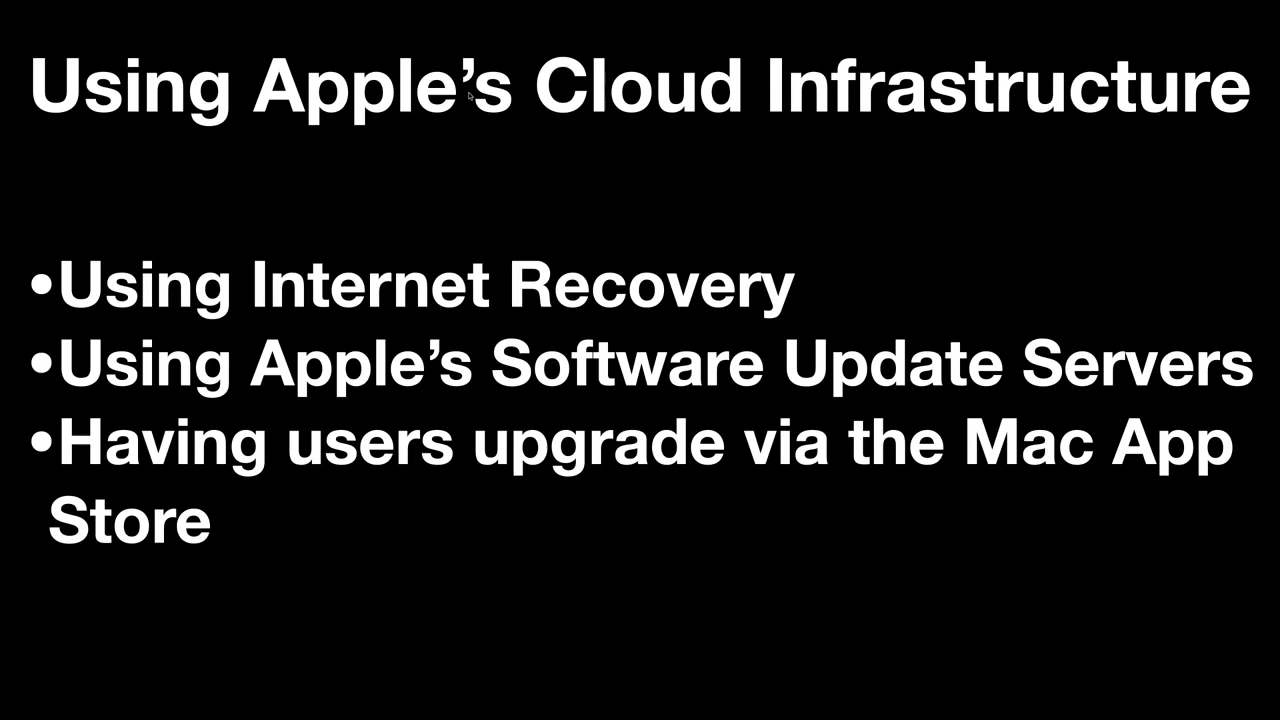 Using Apple’s Cloud Infrastructure
•Using Internet Recovery
•Using Apple’s Software Update Servers
•Having users upgrade via the Mac App
Store